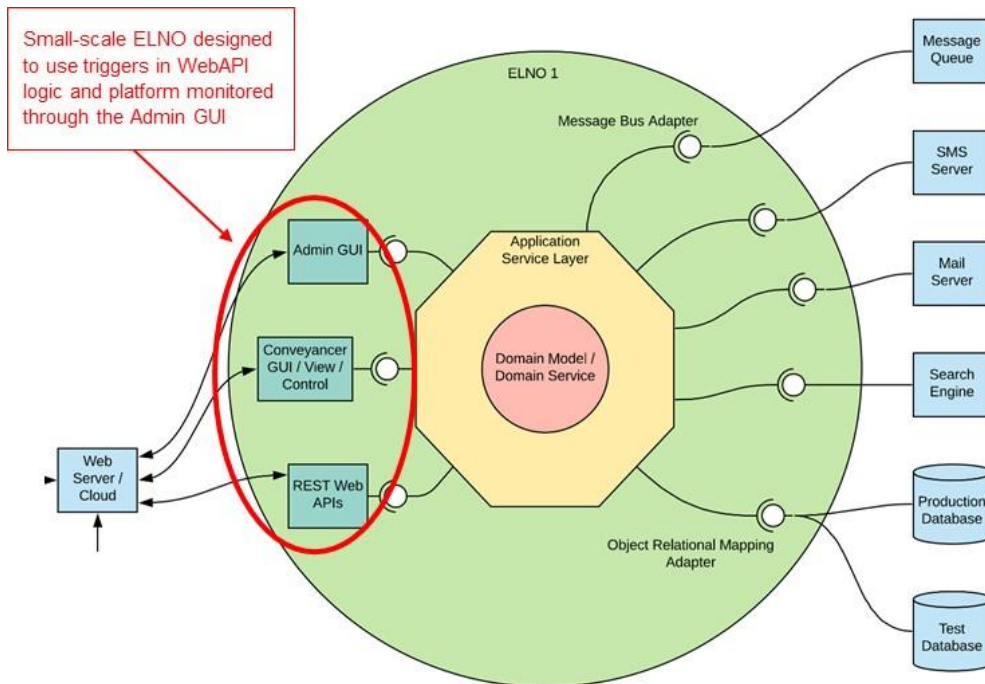 Small-scale ELNO designed
to use triggers in WebAPI
logic and platform monitored
through the Admin GUI
ELNO 1
Message Bus Adapter
Message
Queue
SMS
Server
Mail
Server
Search
Engine
Production
Database
Test
Database
Admin GUI
Conveyancer
GUI / View /
Control
REST Web
APIs
Web
Server /
Cloud
Application
Service Layer
Domain Model /
Domain Service
Object Relational Mapping
Adapter